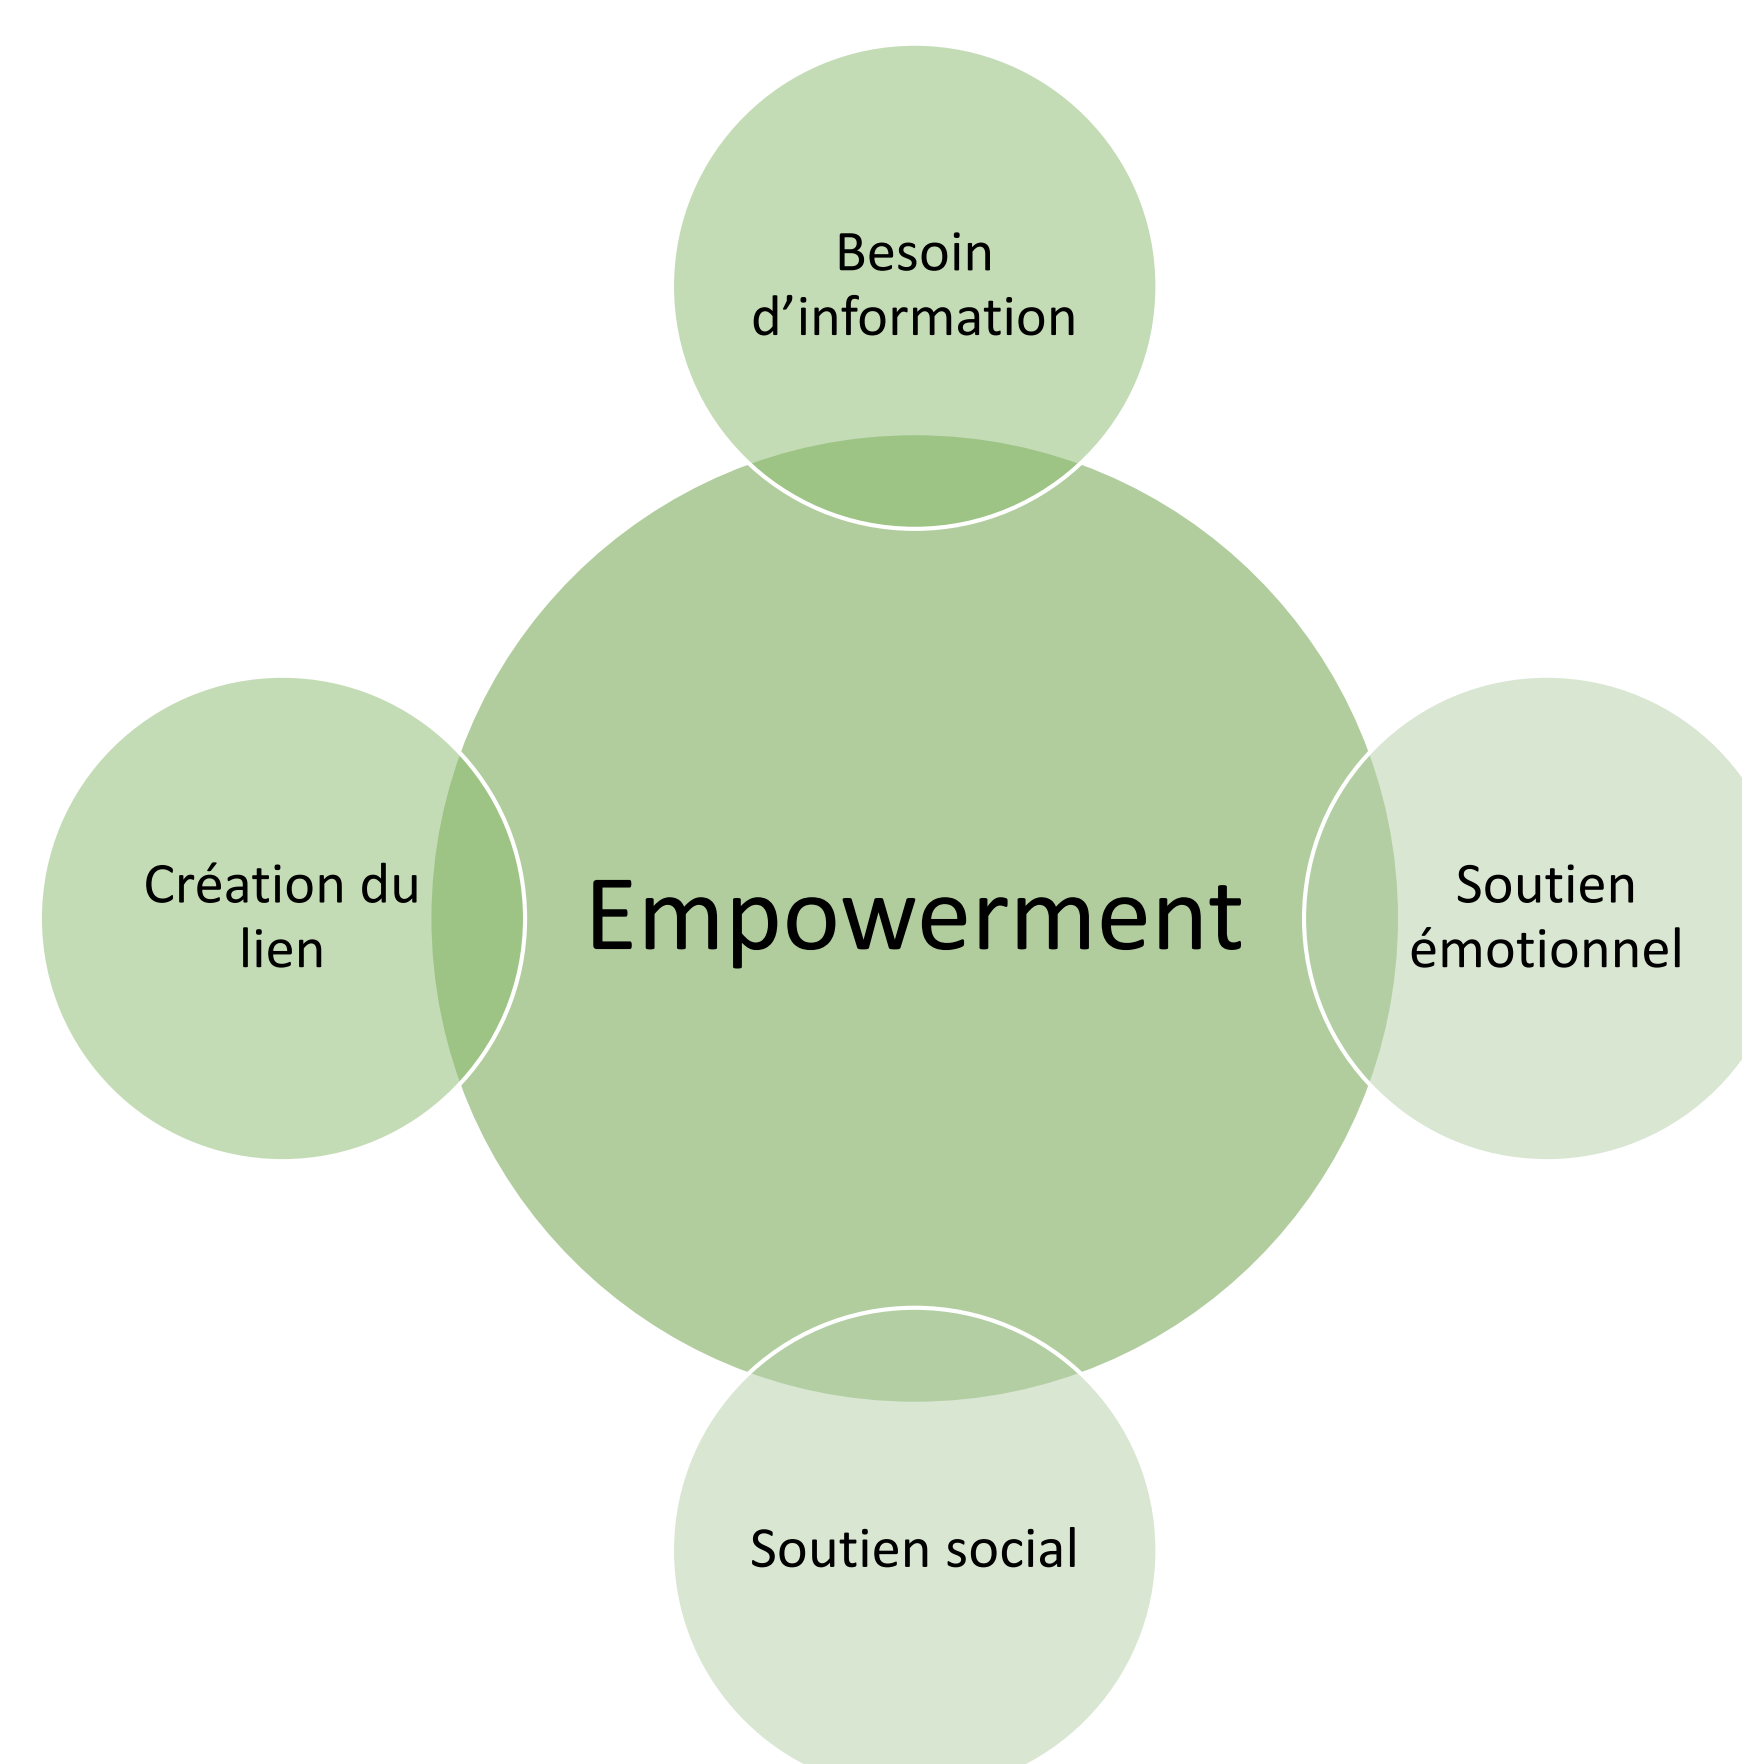 Besoin
d’information
Création du
lien
Empowerment
Soutien
émotionnel
Soutien social